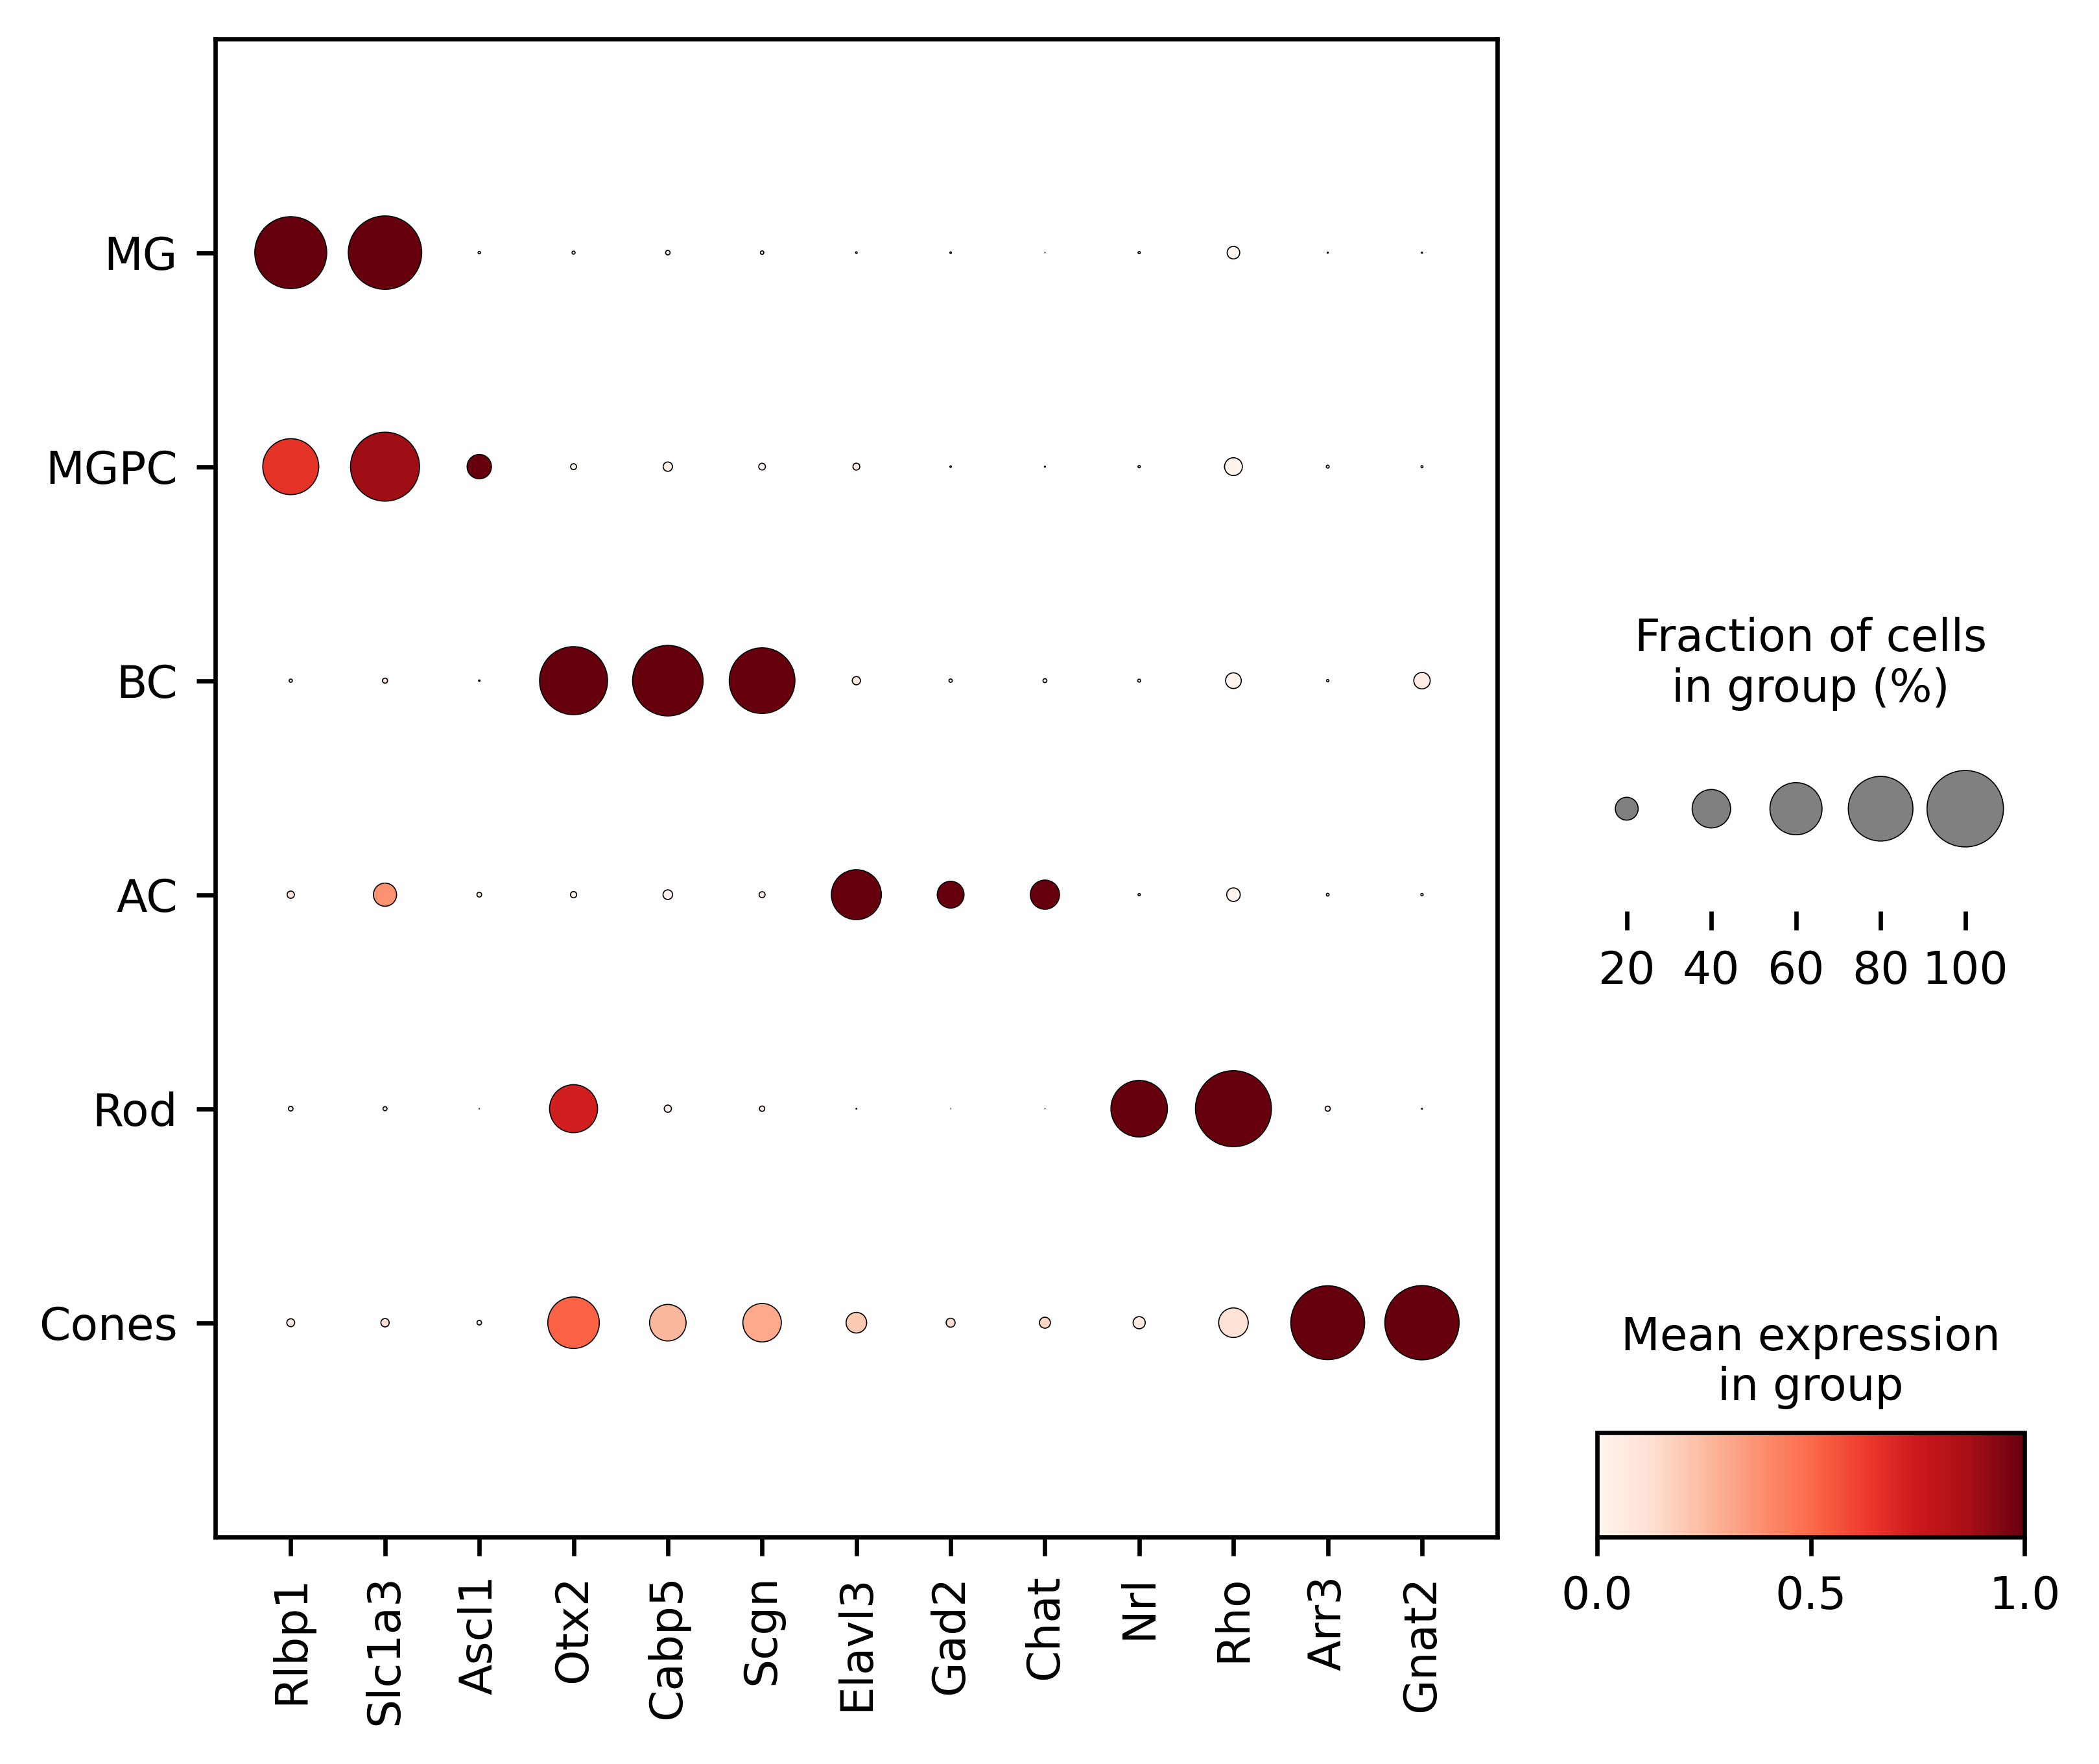 MG
MGPC
BC
AC
Rod
Cones
Rlbp1
Slc1a3
Ascl1
Otx2
Cabp5
Scgn
Elavl3
Gad2
Chat
Nrl
Rho
Arr3
Gnat2
Fraction of cells
in group (%)
20 40 60 80 100
Mean expression
in group
0.0 0.5 1.0